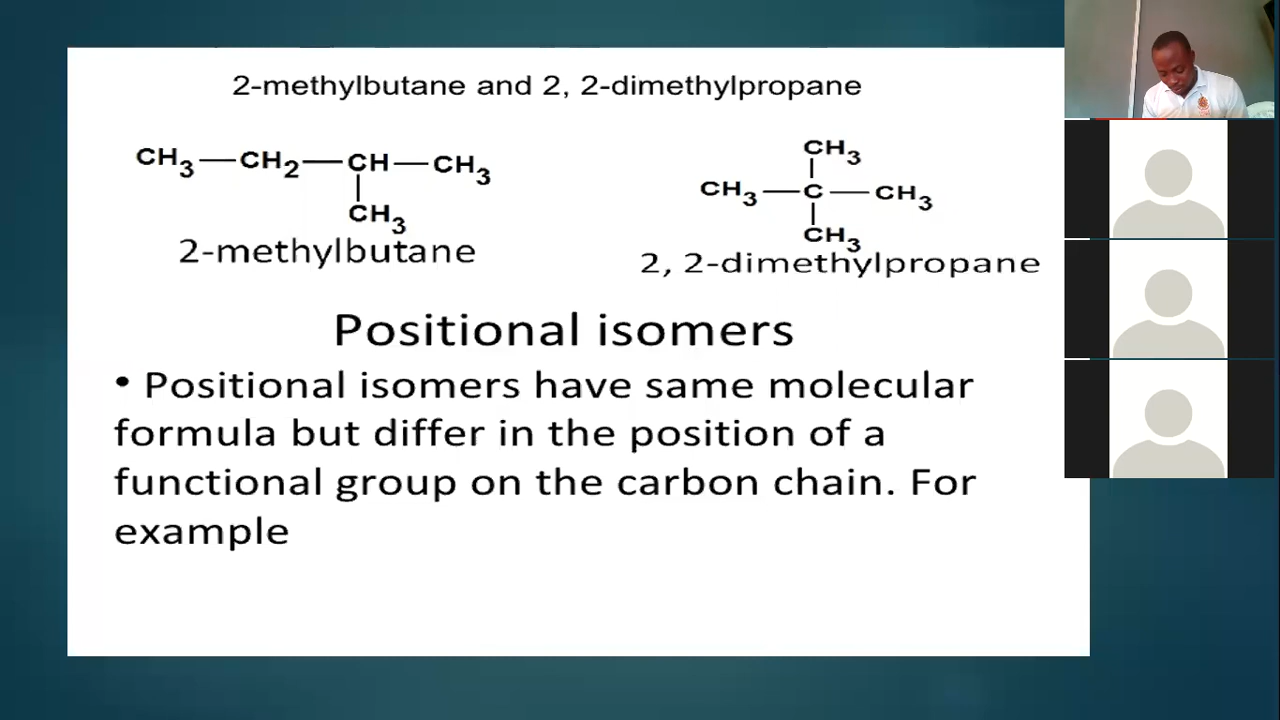 2-methylbutane and 2, 2-dimethylpropane
CH3—CH2—CH—CH3
CH3
2-methylbutane
CH3
CH3—C—CH3
CH3
2, 2-dimethylpropane
Positional isomers
• Positional isomers have same molecular
formula but differ in the position of a
functional group on the carbon chain. For
example